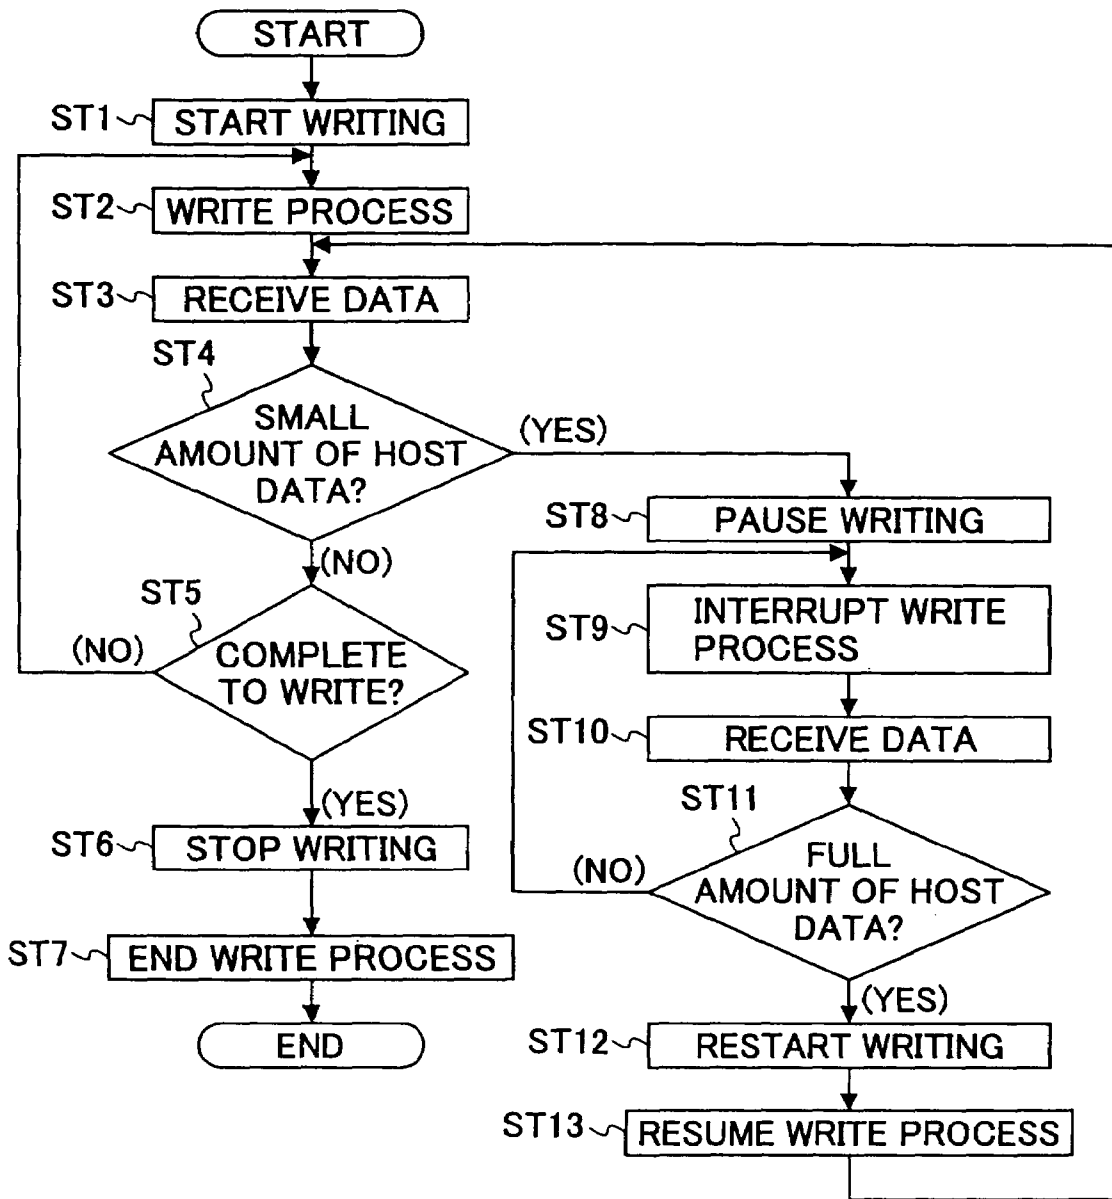 START
ST1
START WRITING
ST2
WRITE PROCESS
ST3
RECEIVE DATA
ST4
SMALL
AMOUNT OF HOST
DATA?
(YES)
(NO)
ST5
COMPLETE
TO WRITE?
(NO)
(YES)
ST6
STOP WRITING
ST7
END WRITE PROCESS
END
ST8
PAUSE WRITING
ST9
INTERRUPT WRITE
PROCESS
ST10
RECEIVE DATA
ST11
FULL
AMOUNT OF HOST
DATA?
(NO)
(YES)
ST12
RESTART WRITING
ST13
RESUME WRITE PROCESS